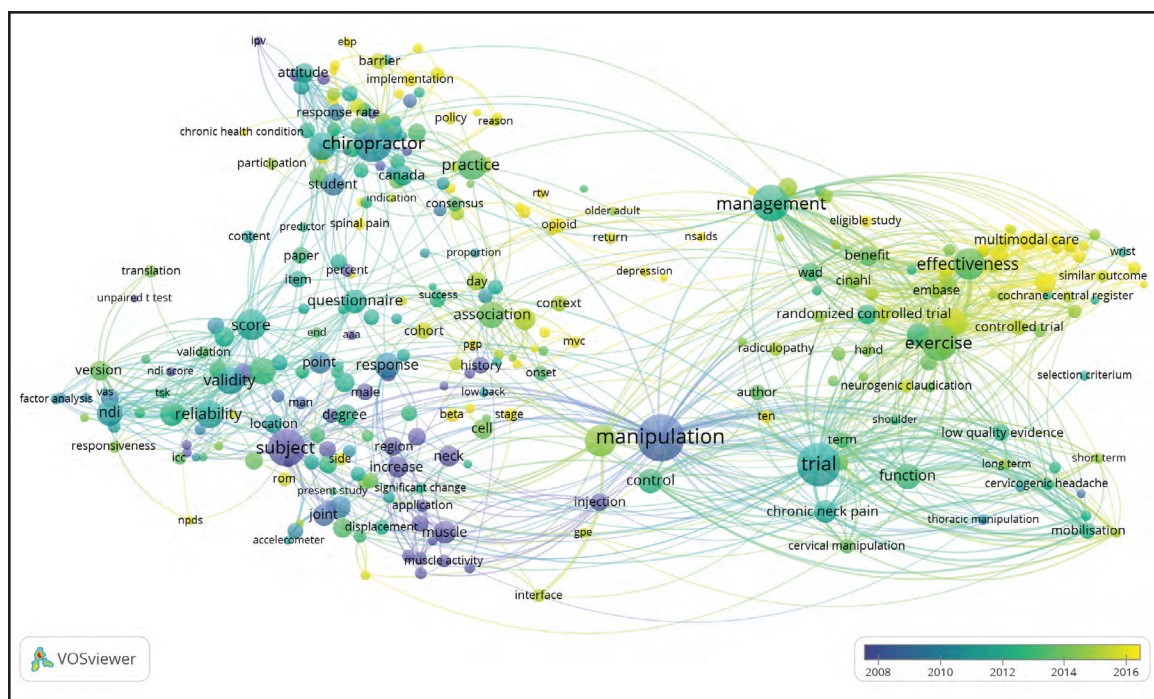 ipv
ebp
barrier
attitude
implementation
response rate
policy
reason
chronic health condition
chiropractor
participation
practice
canada
student
indication
consensus
rtw
older adult
management
predictor
spinal pain
opioid
eligible study
content
return
nsaids
multimodal care
paper
proportion
benefit
effectiveness
wrist
translation
percent
depression
wad
cinahl
similar outcome
item
day
embase
unpaired t test
questionnaire
success
context
cochrane central register
association
randomized controlled trial
score
end
aaa
cohort
controlled trial
mvc
exercise
validation
pgp
radiculopathy
hand
version
ndi score
point
response
history
onset
selection criterium
tsk
validity
neurogenic claudication
factor analysis
vas
man
male
low back
author
ndi
reliability
degree
beta
stage
ten
shoulder
location
cell
responsiveness
subject
region
manipulation
term
low quality evidence
icc
side
neck
increase
trial
long term
short term
rom
significant change
control
function
cervicogenic headache
present study
application
injection
npds
joint
chronic neck pain
thoracic manipulation
displacement
muscle
mobilisation
accelerometer
gpe
cervical manipulation
muscle activity
interface
VOSviewer
2008 2010 2012 2014 2016